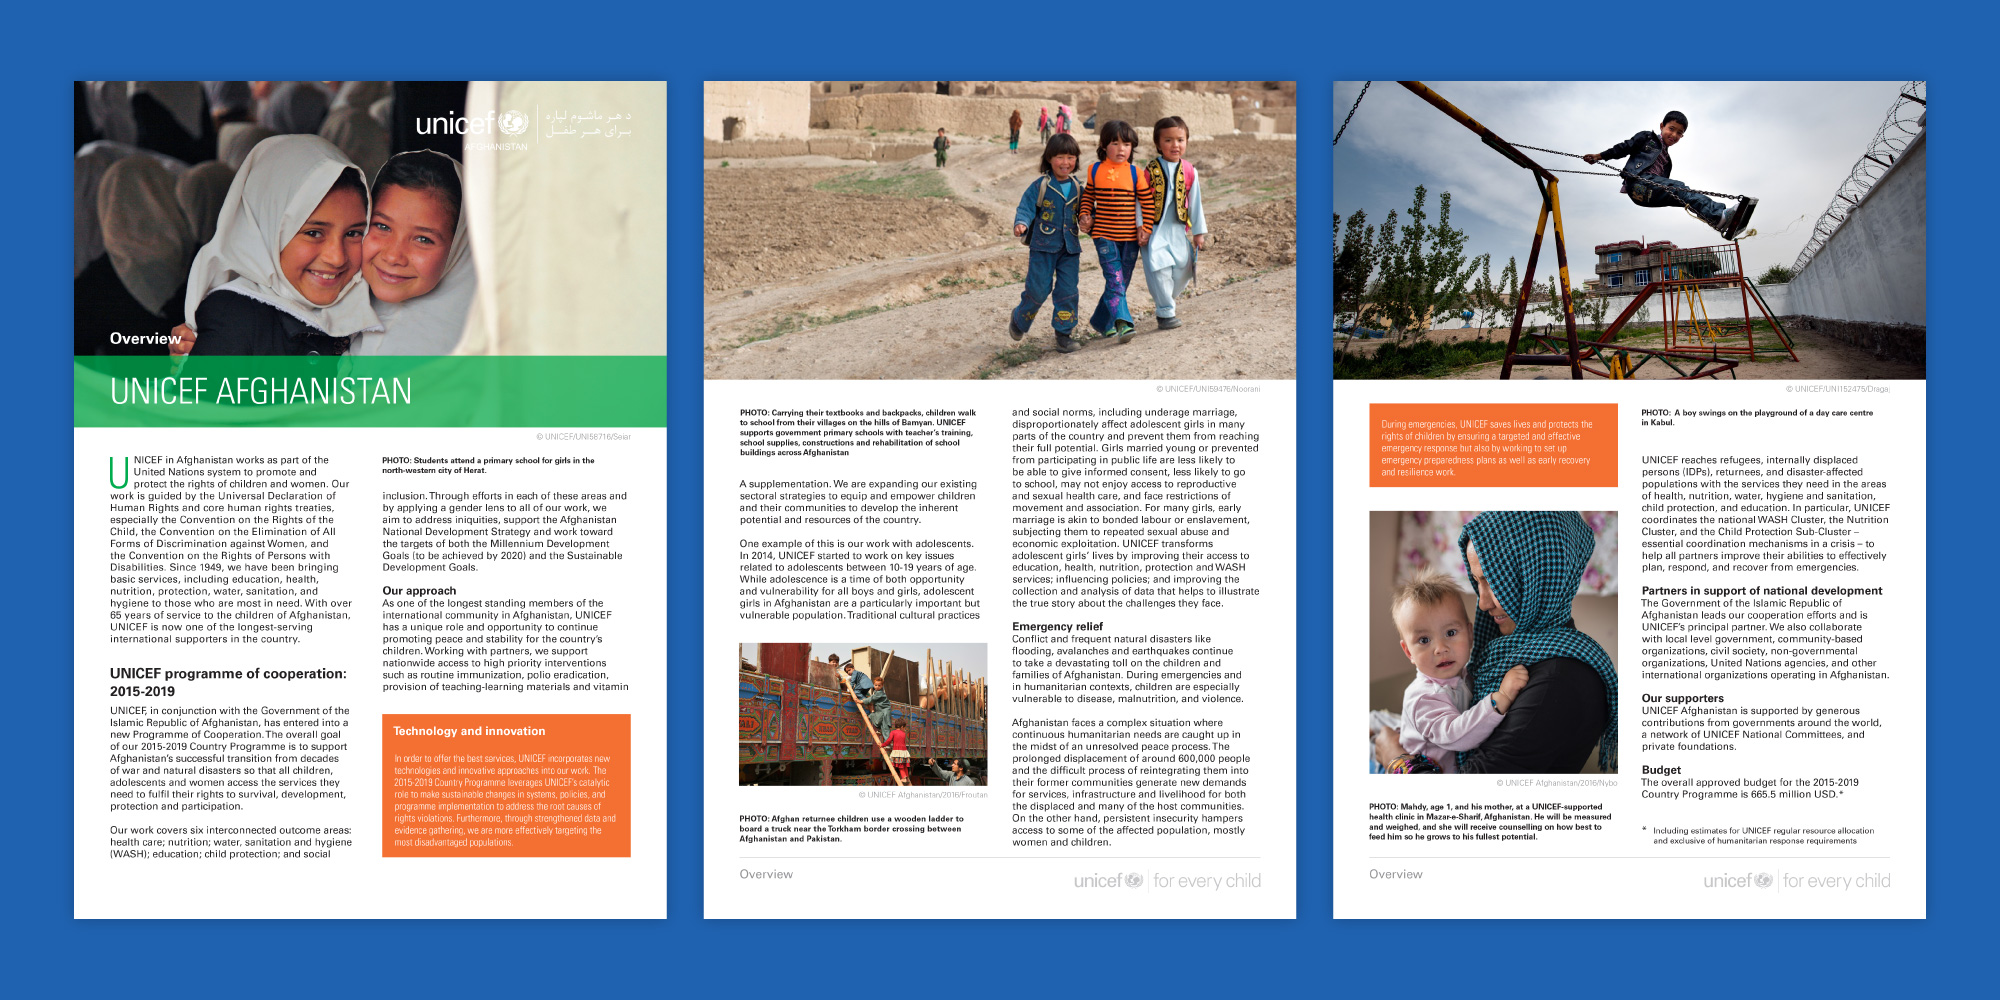 unicef
د هر ماشوم لپاره
برای هر طفل
AFGHANISTAN
Overview
UNICEF AFGHANISTAN
© UNICEF/UNI56716/Seiar
UNICEF in Afghanistan works as part of the
United Nations system to promote and
protect the rights of children and women. Our
work is guided by the Universal Declaration of
Human Rights and core human rights treaties,
especially the Convention on the Rights of the
Child, the Convention on the Elimination of All
Forms of Discrimination against Women, and
the Convention on the Rights of Persons with
Disabilities. Since 1949, we have been bringing
basic services, including education, health,
nutrition, protection, water, sanitation, and
hygiene to those who are most in need. With over
65 years of service to the children of Afghanistan,
UNICEF is now one of the longest-serving
international supporters in the country.
UNICEF programme of cooperation:
2015-2019
UNICEF, in conjunction with the Government of the
Islamic Republic of Afghanistan, has entered into a
new Programme of Cooperation. The overall goal
of our 2015-2019 Country Programme is to support
Afghanistan's successful transition from decades
of war and natural disasters so that all children,
adolescents and women access the services they
need to fulfil their rights to survival, development,
protection and participation.
Our work covers six interconnected outcome areas:
health care; nutrition; water, sanitation and hygiene
(WASH); education; child protection; and social
PHOTO: Students attend a primary school for girls in the
north-western city of Herat.
inclusion. Through efforts in each of these areas and
by applying a gender lens to all of our work, we
aim to address iniquities, support the Afghanistan
National Development Strategy and work toward
the targets of both the Millennium Development
Goals (to be achieved by 2020) and the Sustainable
Development Goals.
Our approach
As one of the longest standing members of the
international community in Afghanistan, UNICEF
has a unique role and opportunity to continue
promoting peace and stability for the country's
children. Working with partners, we support
nationwide access to high priority interventions
such as routine immunization, polio eradication,
provision of teaching-learning materials and vitamin
Technology and innovation
In order to offer the best services, UNICEF incorporates new
technologies and innovative approaches into our work. The
2015-2019 Country Programme leverages UNICEF's catalytic
role to make sustainable changes in systems, policies, and
programme implementation to address the root causes of
rights violations. Furthermore, through strengthened data and
evidence gathering, we are more effectively targeting the
most disadvantaged populations.
© UNICEF/UNI59476/Noorani
PHOTO: Carrying their textbooks and backpacks, children walk
to school from their villages on the hills of Bamyan. UNICEF
supports government primary schools with teacher's training,
school supplies, constructions and rehabilitation of school
buildings across Afghanistan
A supplementation. We are expanding our existing
sectoral strategies to equip and empower children
and their communities to develop the inherent
potential and resources of the country.
One example of this is our work with adolescents.
In 2014, UNICEF started to work on key issues
related to adolescents between 10-19 years of age.
While adolescence is a time of both opportunity
and vulnerability for all boys and girls, adolescent
girls in Afghanistan are a particularly important but
vulnerable population. Traditional cultural practices
© UNICEF Afghanistan/2016/Froutan
PHOTO: Afghan returnee children use a wooden ladder to
board a truck near the Torkham border crossing between
Afghanistan and Pakistan.
and social norms, including underage marriage,
disproportionately affect adolescent girls in many
parts of the country and prevent them from reaching
their full potential. Girls married young or prevented
from participating in public life are less likely to
be able to give informed consent, less likely to go
to school, may not enjoy access to reproductive
and sexual health care, and face restrictions of
movement and association. For many girls, early
marriage is akin to bonded labour or enslavement,
subjecting them to repeated sexual abuse and
economic exploitation. UNICEF transforms
adolescent girls' lives by improving their access to
education, health, nutrition, protection and WASH
services; influencing policies; and improving the
collection and analysis of data that helps to illustrate
the true story about the challenges they face.
Emergency relief
Conflict and frequent natural disasters like
flooding, avalanches and earthquakes continue
to take a devastating toll on the children and
families of Afghanistan. During emergencies and
in humanitarian contexts, children are especially
vulnerable to disease, malnutrition, and violence.
Afghanistan faces a complex situation where
continuous humanitarian needs are caught up in
the midst of an unresolved peace process. The
prolonged displacement of around 600,000 people
and the difficult process of reintegrating them into
their former communities generate new demands
for services, infrastructure and livelihood for both
the displaced and many of the host communities.
On the other hand, persistent insecurity hampers
access to some of the affected population, mostly
women and children.
Overview
unicef for every child
© UNICEF/UNI152475/Draga;
During emergencies, UNICEF saves lives and protects the
rights of children by ensuring a targeted and effective
emergency response but also by working to set up
emergency preparedness plans as well as early recovery
and resilience work.
© UNICEF Afghanistan/2016/Nybo
PHOTO: Mahdy, age 1, and his mother, at a UNICEF-supported
health clinic in Mazar-e-Sharif, Afghanistan. He will be measured
and weighed, and she will receive counselling on how best to
feed him so he grows to his fullest potential.
PHOTO: A boy swings on the playground of a day care centre
in Kabul.
UNICEF reaches refugees, internally displaced
persons (IDPs), returnees, and disaster-affected
populations with the services they need in the areas
of health, nutrition, water, hygiene and sanitation,
child protection, and education. In particular, UNICEF
coordinates the national WASH Cluster, the Nutrition
Cluster, and the Child Protection Sub-Cluster –
essential coordination mechanisms in a crisis – to
help all partners improve their abilities to effectively
plan, respond, and recover from emergencies.
Partners in support of national development
The Government of the Islamic Republic of
Afghanistan leads our cooperation efforts and is
UNICEF's principal partner. We also collaborate
with local level government, community-based
organizations, civil society, non-governmental
organizations, United Nations agencies, and other
international organizations operating in Afghanistan.
Our supporters
UNICEF Afghanistan is supported by generous
contributions from governments around the world,
a network of UNICEF National Committees, and
private foundations.
Budget
The overall approved budget for the 2015-2019
Country Programme is 665.5 million USD.*
* Including estimates for UNICEF regular resource allocation
and exclusive of humanitarian response requirements
Overview
unicef for every child